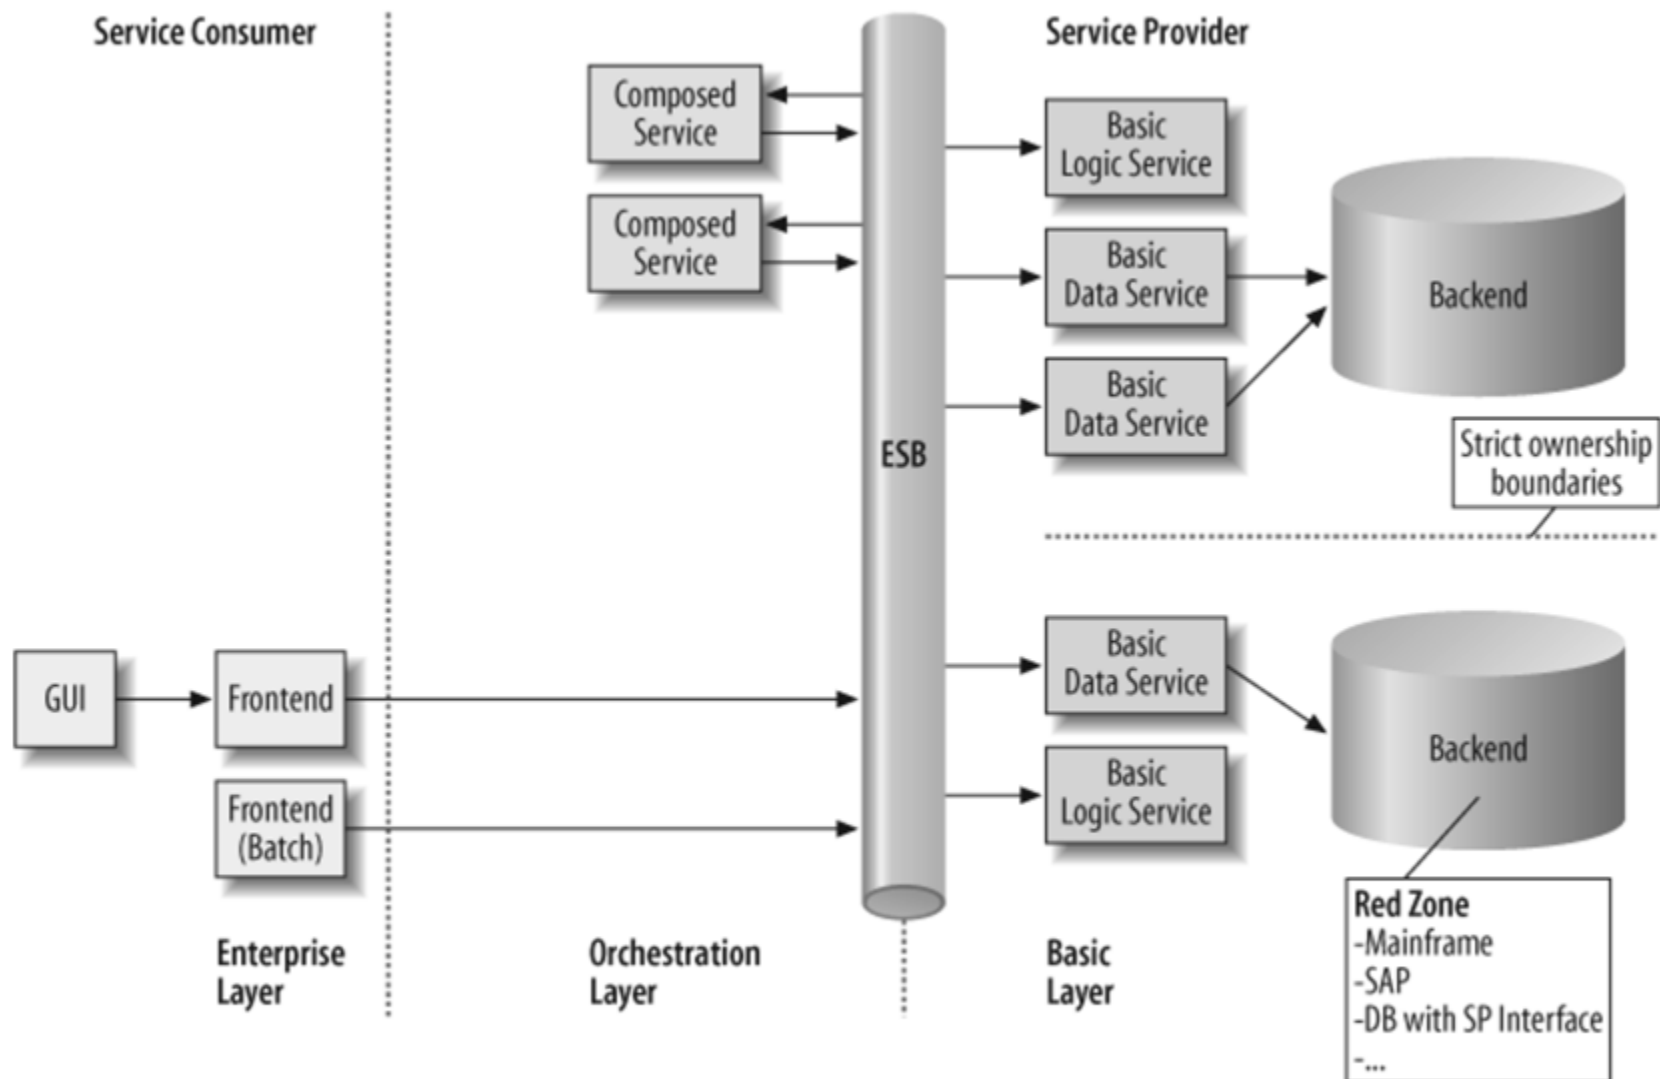 Service Consumer
Service Provider
Composed
Service
Composed
Service
ESB
Basic
Logic Service
Basic
Data Service
Basic
Data Service
Backend
Strict ownership
boundaries
GUI
Frontend
Frontend
(Batch)
Basic
Data Service
Basic
Logic Service
Backend
Red Zone
-Mainframe
-SAP
-DB with SP Interface
-...
Enterprise
Layer
Orchestration
Layer
Basic
Layer